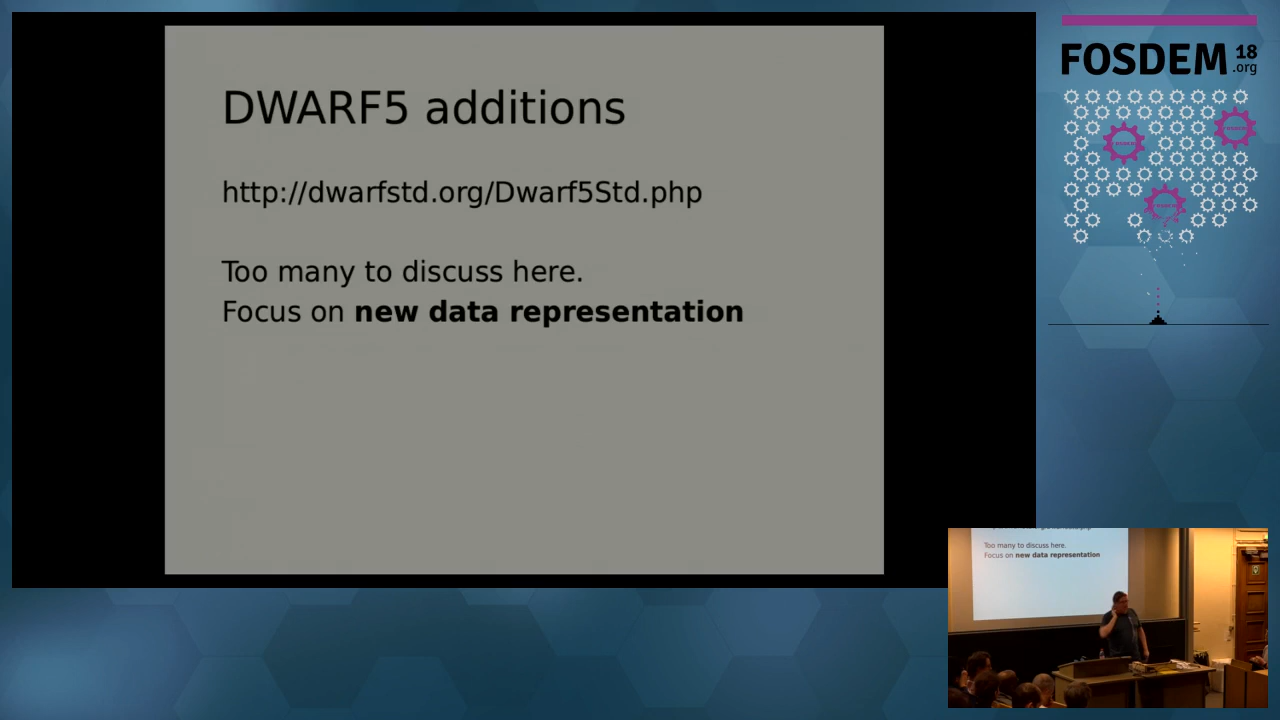 DWARF5 additions
http://dwarfstd.org/Dwarf5Std.php
Too many to discuss here.
Focus on new data representation
FOSDEM 18
.org
Too many to discuss here.
Focus on new data representation